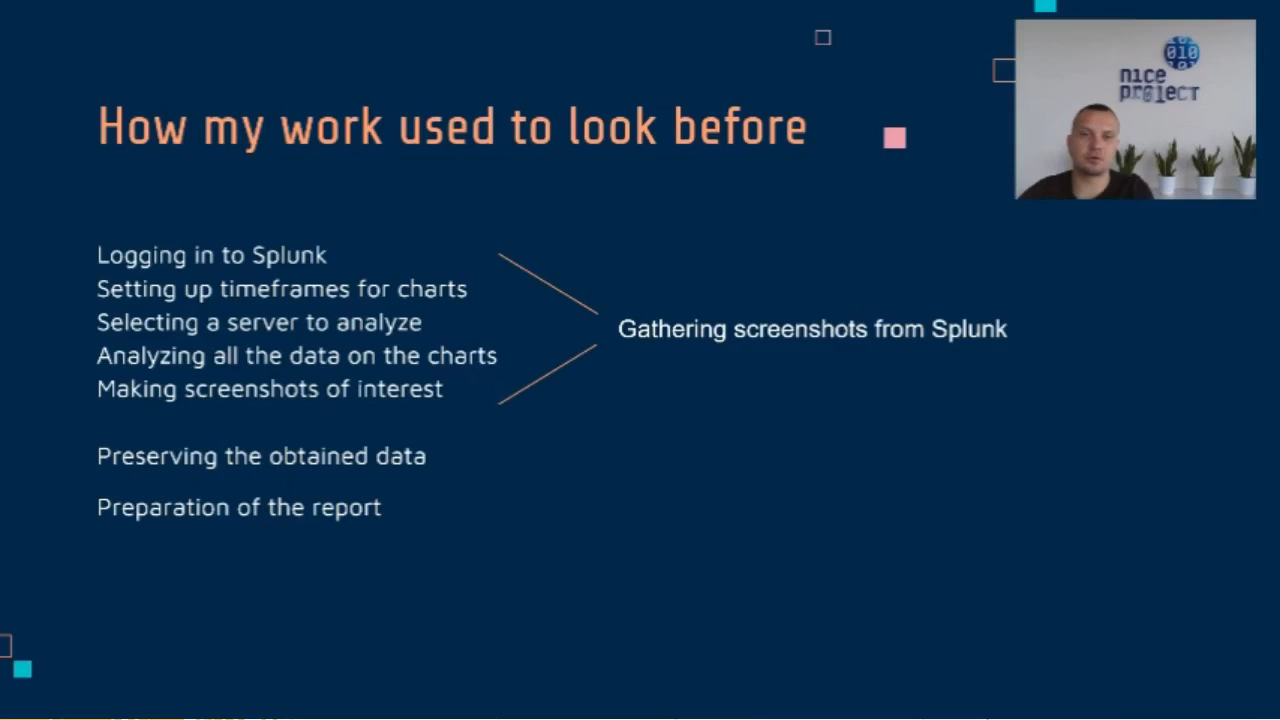 How my work used to look before
010
nice
project
Logging in to Splunk
Setting up timeframes for charts
Selecting a server to analyze
Analyzing all the data on the charts
Making screenshots of interest
Gathering screenshots from Splunk
Preserving the obtained data
Preparation of the report